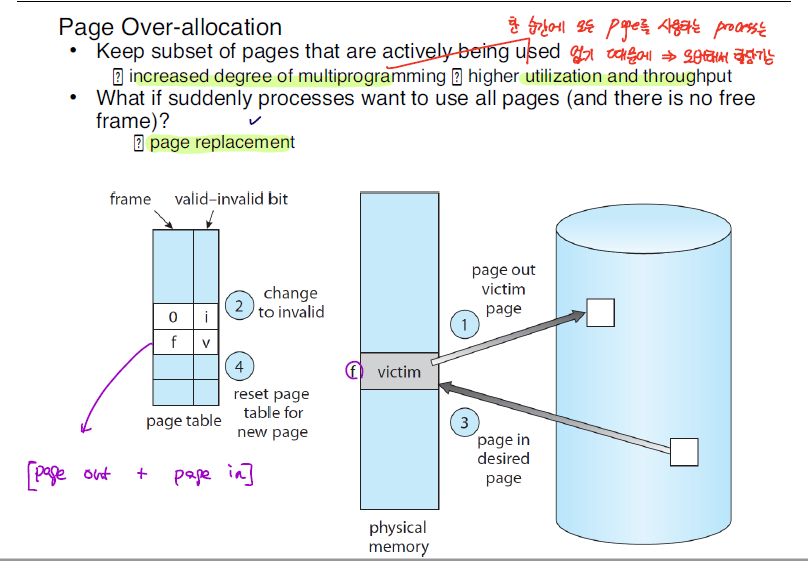 Page Over-allocation
한 순간에 모든 page를 사용하는 process는
• Keep subset of pages that are actively being used
없기 때문에 ⇒ 오버해서 할당가능
? increased degree of multiprogramming ? higher utilization and throughput
• What if suddenly processes want to use all pages (and there is no free
frame)?
? page replacement
frame
valid–invalid bit
0 i
f v
page table
2 change
to invalid
4
reset page
table for
new page
[page out + page in]
f victim
physical
memory
page out
victim
page
1
3
page in
desired
page